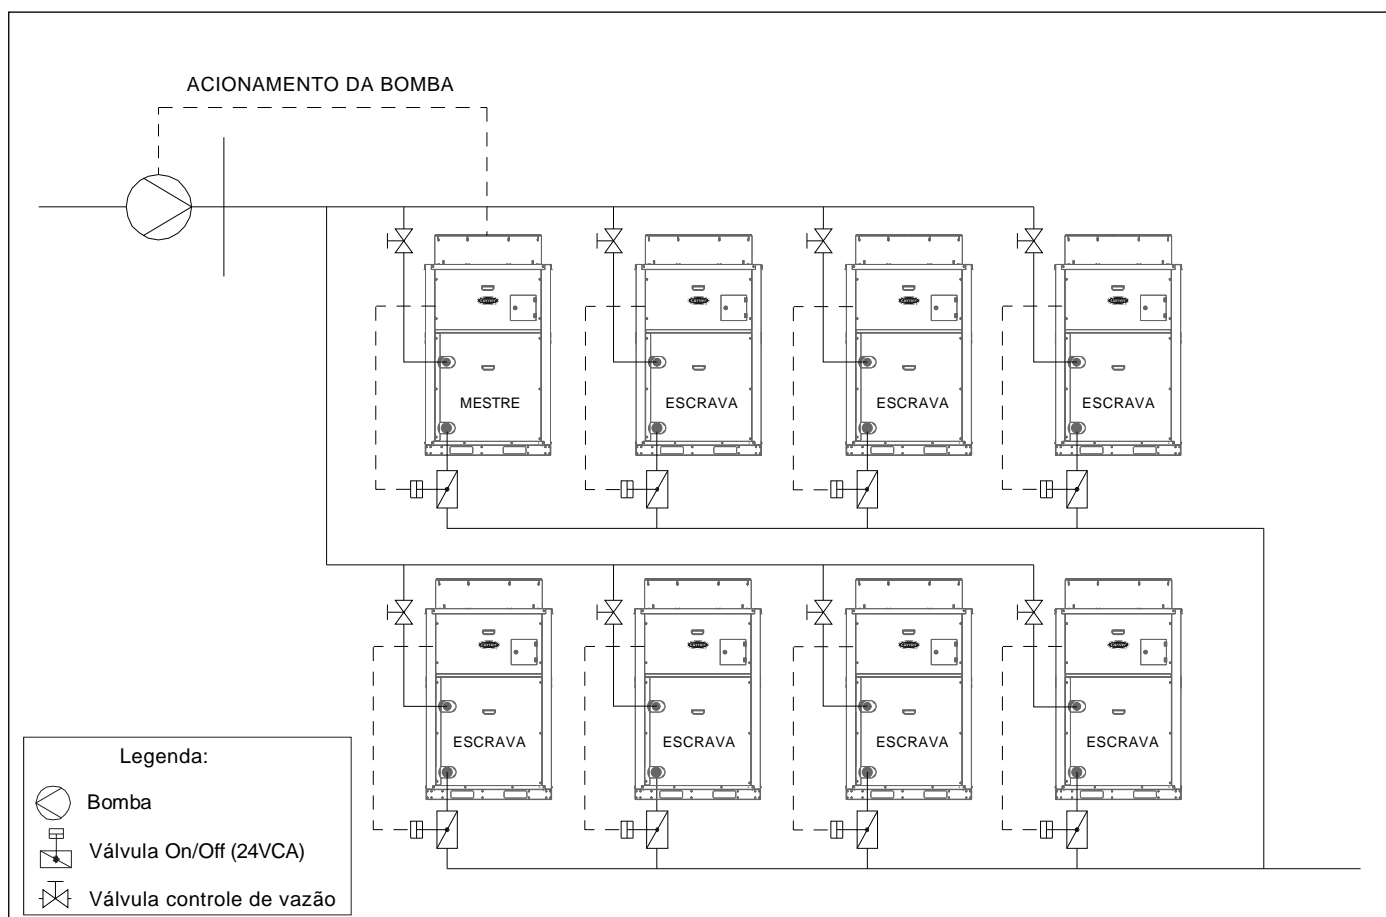 ACIONAMENTO DA BOMBA
MESTRE
ESCRAVA
ESCRAVA
ESCRAVA
ESCRAVA
ESCRAVA
ESCRAVA
ESCRAVA
Legenda:
Bomba
Válvula On/Off (24VCA)
Válvula controle de vazão